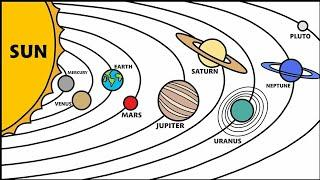 SUN
MERCURY
VENUS
EARTH
MARS
JUPITER
SATURN
URANUS
NEPTUNE
PLUTO